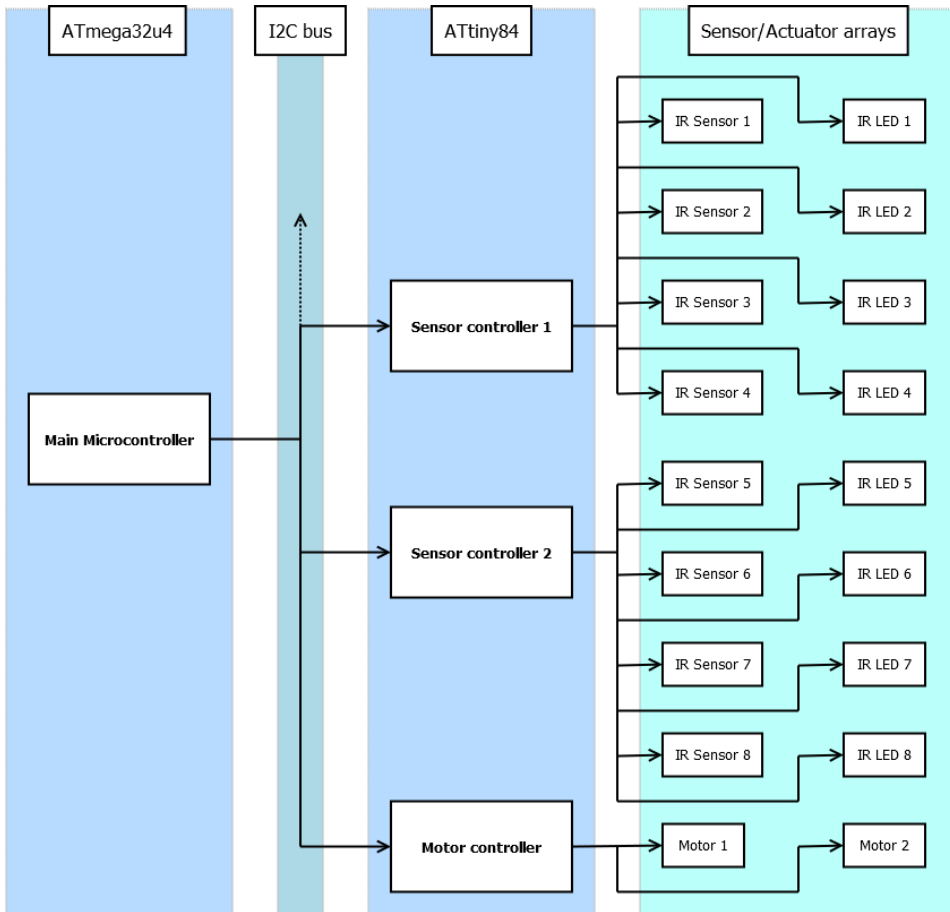 ATmega32u4
I2C bus
ATtiny84
Sensor/Actuator arrays
IR Sensor 1
IR LED 1
IR Sensor 2
IR LED 2
Sensor controller 1
IR Sensor 3
IR LED 3
IR Sensor 4
IR LED 4
Main Microcontroller
IR Sensor 5
IR LED 5
Sensor controller 2
IR Sensor 6
IR LED 6
IR Sensor 7
IR LED 7
IR Sensor 8
IR LED 8
Motor controller
Motor 1
Motor 2